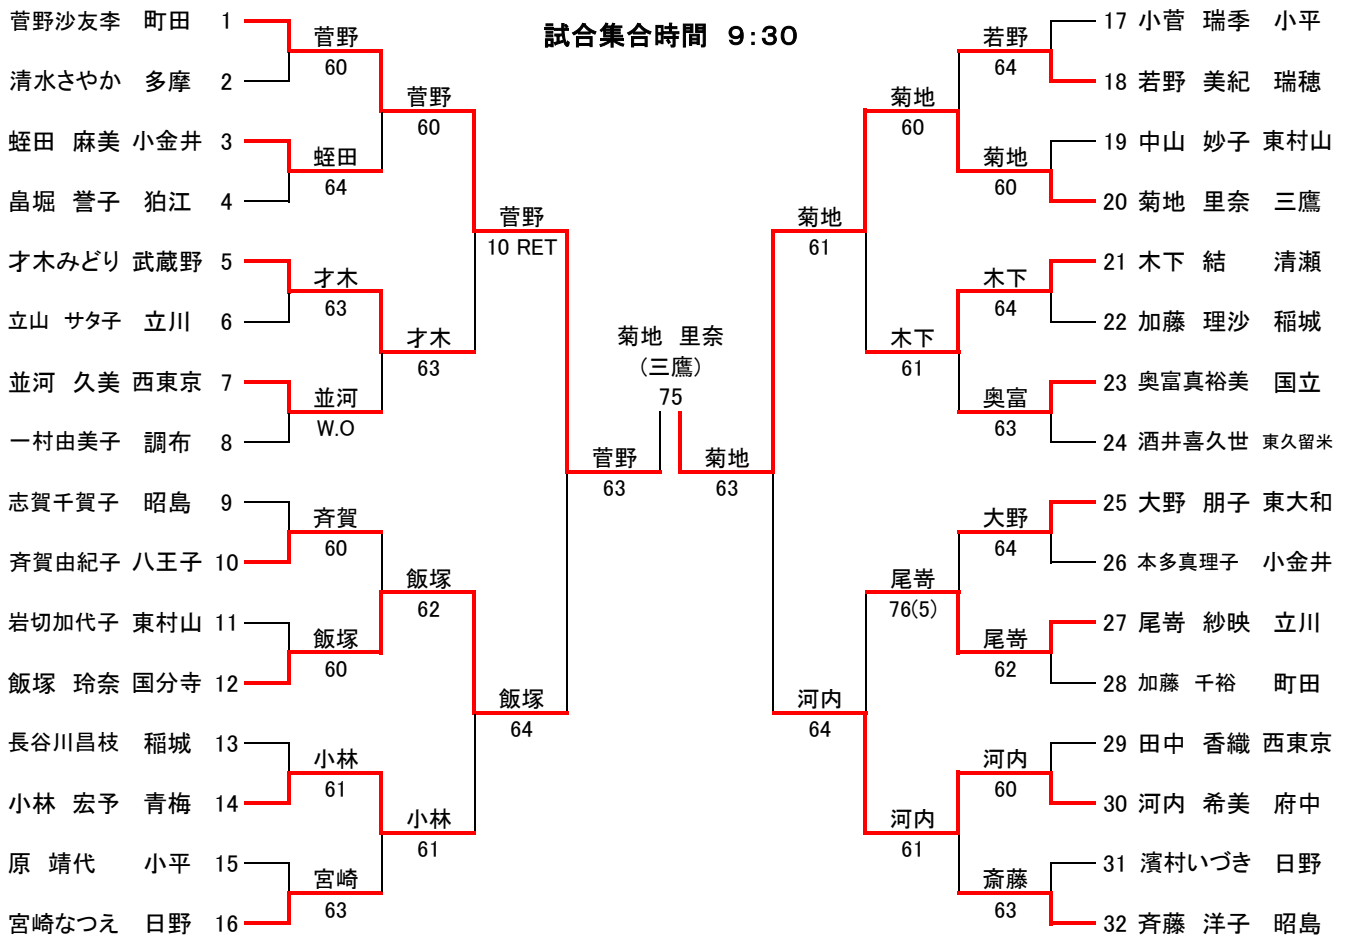 試合集合時間 9:30
菅野沙友李 町田 1
清水さやか 多摩 2
蛭田 麻美 小金井 3
畠堀 誉子 狛江 4
才木みどり 武蔵野 5
立山 サタ子 立川 6
並河 久美 西東京 7
一村由美子 調布 8
志賀千賀子 昭島 9
斉賀由紀子 八王子 10
岩切加代子 東村山 11
飯塚 玲奈 国分寺 12
長谷川昌枝 稲城 13
小林 宏予 青梅 14
原 靖代 小平 15
宮崎なつえ 日野 16
菅野
60
蛭田
64
才木
63
並河
W.O
斉賀
60
飯塚
60
小林
61
宮崎
63
菅野
60
才木
63
飯塚
62
小林
61
菅野
10 RET
飯塚
64
菅野
63
菊地 里奈
(三鷹)
75
菊地
63
菊地
61
河内
64
菊地
60
木下
61
尾嵜
76(5)
河内
61
若野
64
菊地
60
木下
64
奥富
63
大野
64
尾嵜
62
河内
60
斎藤
63
17 小菅 瑞季 小平
18 若野 美紀 瑞穂
19 中山 妙子 東村山
20 菊地 里奈 三鷹
21 木下 結 清瀬
22 加藤 理沙 稲城
23 奥富真裕美 国立
24 酒井喜久世 東久留米
25 大野 朋子 東大和
26 本多真理子 小金井
27 尾嵜 紗映 立川
28 加藤 千裕 町田
29 田中 香織 西東京
30 河内 希美 府中
31 濱村いづき 日野
32 斉藤 洋子 昭島